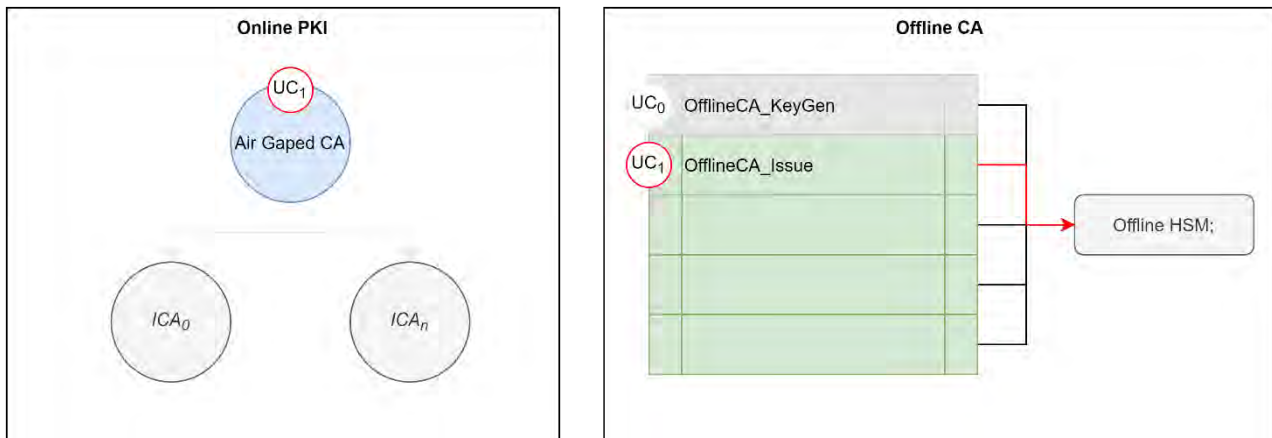 Online PKI
UC1
Air Gaped CA
ICA0
ICAn
Offline CA
UC0 OfflineCA_KeyGen
UC1 OfflineCA_Issue
Offline HSM;